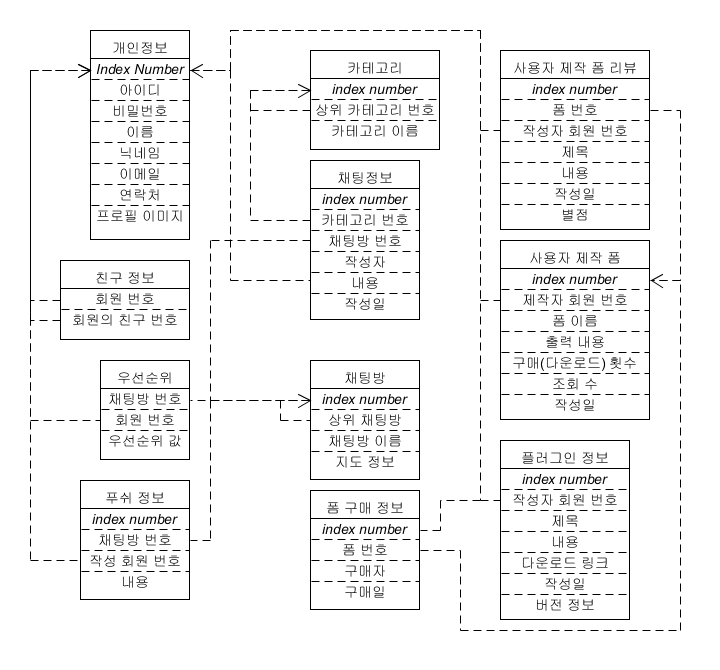 개인정보
Index Number
아이디
비밀번호
이름
닉네임
이메일
연락처
프로필 이미지
친구 정보
회원 번호
회원의 친구 번호
우선순위
채팅방 번호
회원 번호
우선순위 값
푸쉬 정보
index number
채팅방 번호
작성 회원 번호
내용
카테고리
index number
상위 카테고리 번호
카테고리 이름
채팅정보
index number
카테고리 번호
채팅방 번호
작성자
내용
작성일
채팅방
index number
상위 채팅방
채팅방 이름
지도 정보
폼 구매 정보
index number
폼 번호
구매자
구매일
사용자 제작 폼 리뷰
index number
폼 번호
작성자 회원 번호
제목
내용
작성일
별점
사용자 제작 폼
index number
제작자 회원 번호
폼 이름
출력 내용
구매(다운로드) 횟수
조회 수
작성일
플러그인 정보
index number
작성자 회원 번호
제목
내용
다운로드 링크
작성일
버전 정보